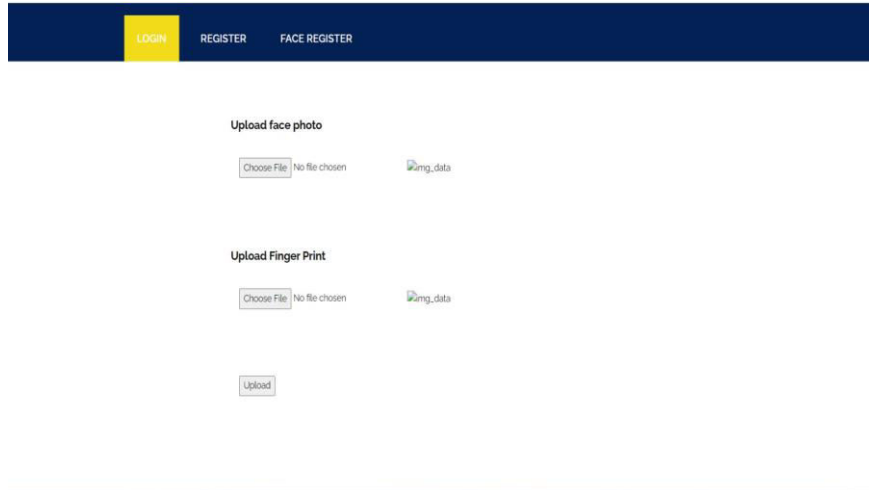 LOGIN REGISTER FACE REGISTER
Upload face photo
Choose File No file chosen img_data
Upload Finger Print
Choose File No file chosen img_data
Upload